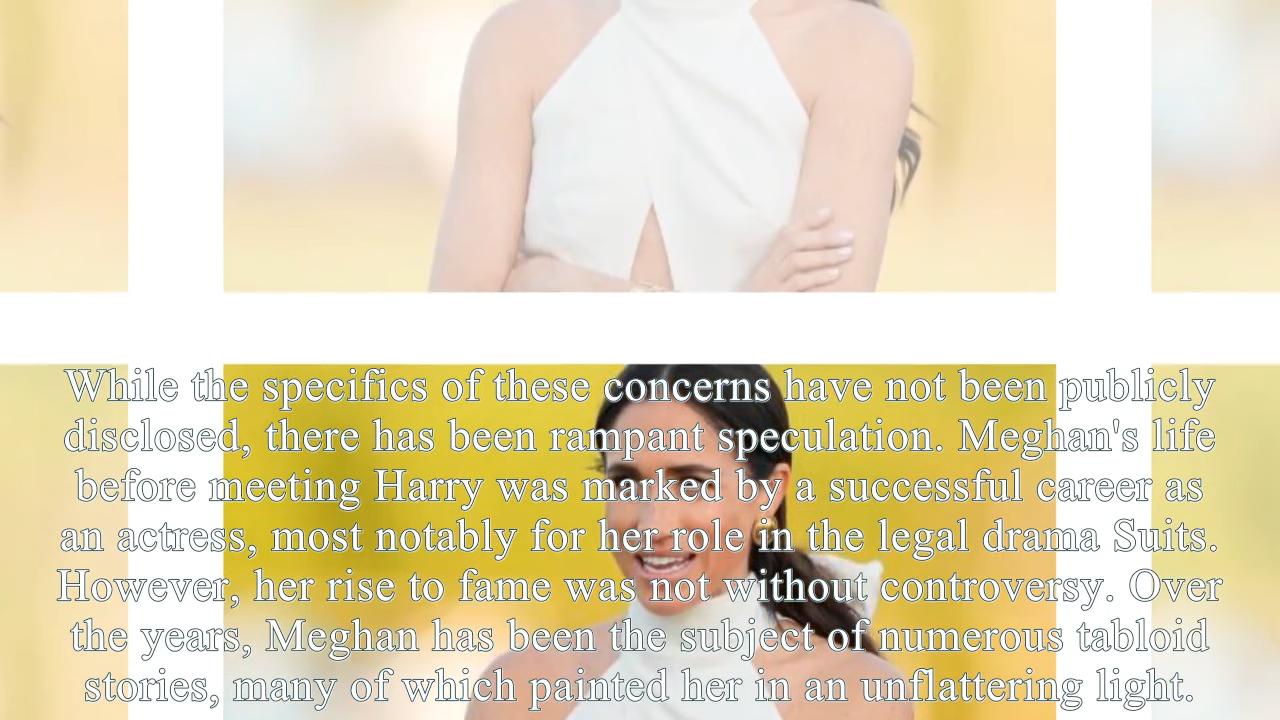 While the specifics of these concerns have not been publicly
disclosed, there has been rampant speculation. Meghan's life
before meeting Harry was marked by a successful career as
an actress, most notably for her role in the legal drama Suits.
However, her rise to fame was not without controversy. Over
the years, Meghan has been the subject of numerous tabloid
stories, many of which painted her in an unflattering light.